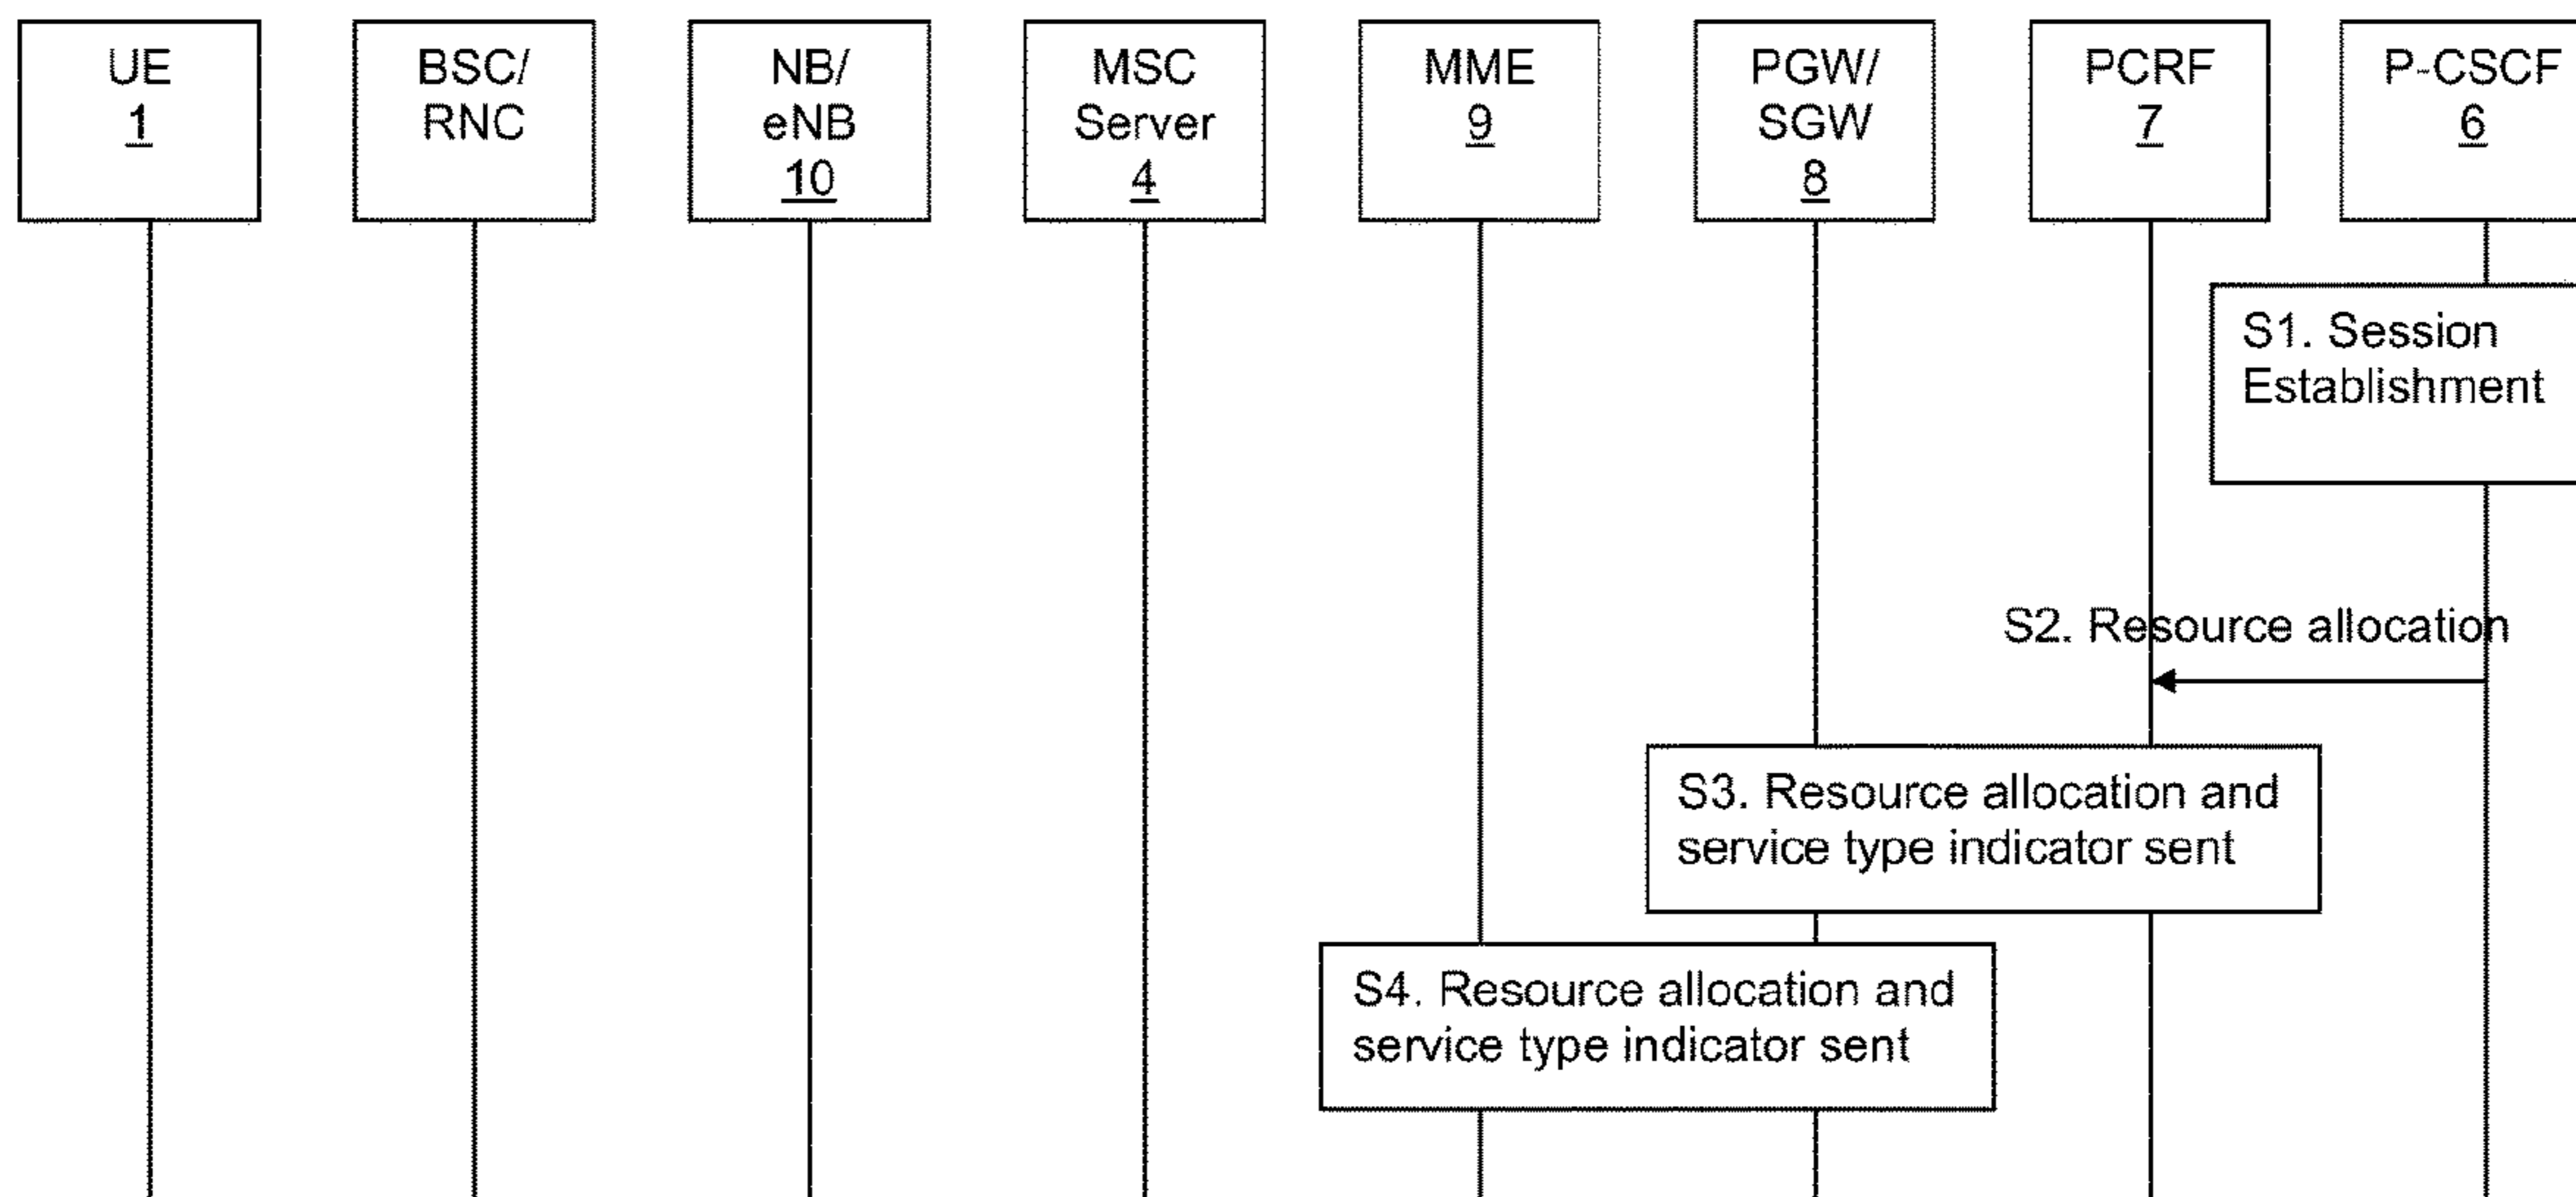 UE
1
BSC/
RNC
NB/
eNB
10
MSC
Server
4
MME
9
PGW/
SGW
8
PCRF
7
P-CSCF
6
S1. Session
Establishment
S2. Resource allocation
S3. Resource allocation and
service type indicator sent
S4. Resource allocation and
service type indicator sent